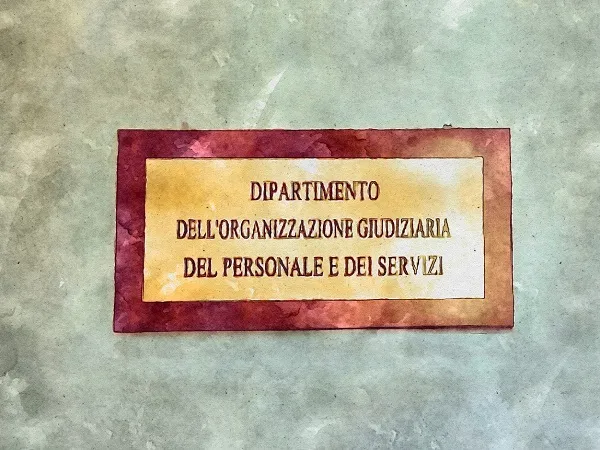 DIPARTIMENTO
DELL'ORGANIZZAZIONE GIUDIZIARIA
DEL PERSONALE E DEI SERVIZI